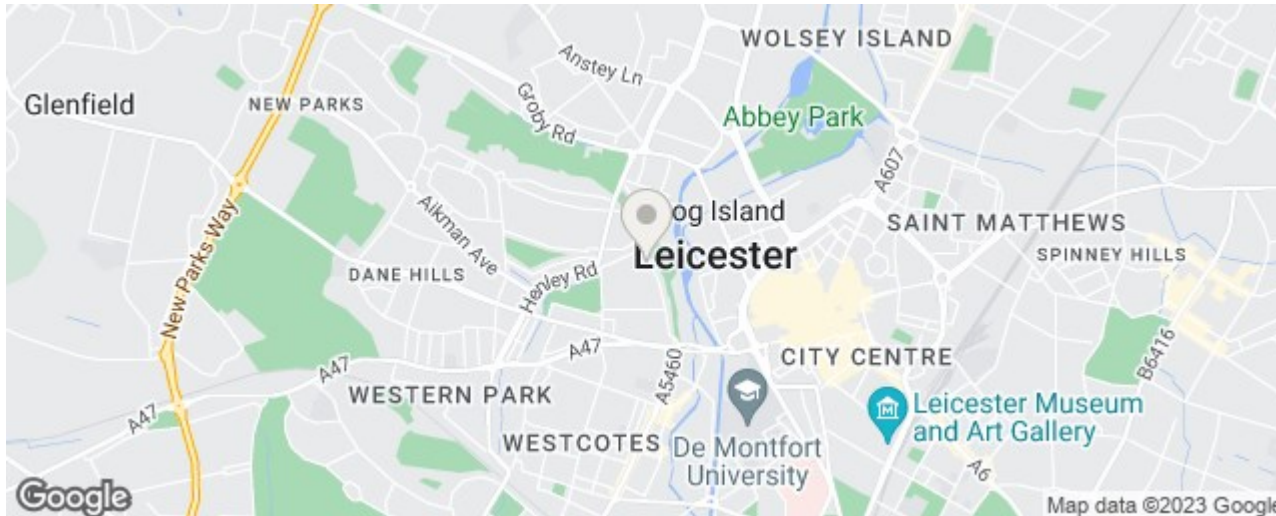 WOLSEY ISLAND
Anstey Ln
Glenfield
NEW PARKS
Groby Rd
Abbey Park
A607
og Island
SAINT MATTHEWS
Aikman Ave
Leicester
SPINNEY HILLS
DANE HILLS
Henley Rd
New Parks Way
A47
CITY CENTRE
A5460
B6416
A47
WESTERN PARK
A47
Leicester Museum
and Art Gallery
WESTCOTES
De Montfort
University
A6
Google
Map data ©2023 Google